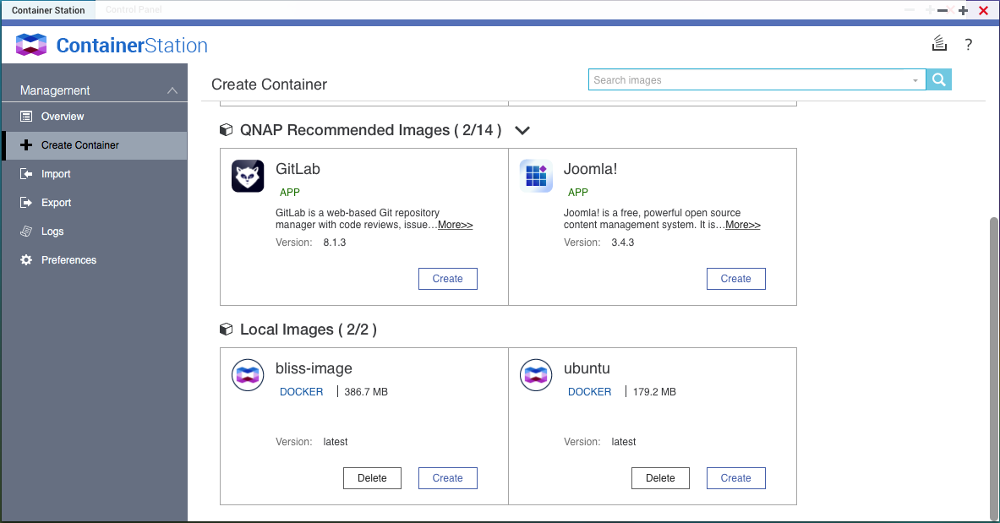 Container Station
Control Panel
ContainerStation
?
Management
Overview
Create Container
Import
Export
Logs
Preferences
Create Container
Search images
QNAP Recommended Images ( 2/14 )
GitLab
APP
GitLab is a web-based Git repository
manager with code reviews, issue…More>>
Version: 8.1.3
Create
Joomla!
APP
Joomla! is a free, powerful open source
content management system. It is…More>>
Version: 3.4.3
Create
Local Images ( 2/2 )
bliss-image
DOCKER | 386.7 MB
Version: latest
Delete Create
ubuntu
DOCKER | 179.2 MB
Version: latest
Delete Create